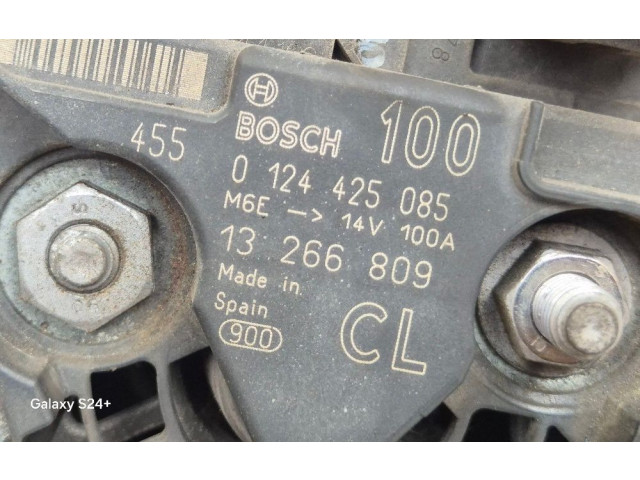 BOSCH 100
455
0 124 425 085
M6E –> 14V 100A
13 266 809
Made in
Spain
900
CL
Galaxy S24+